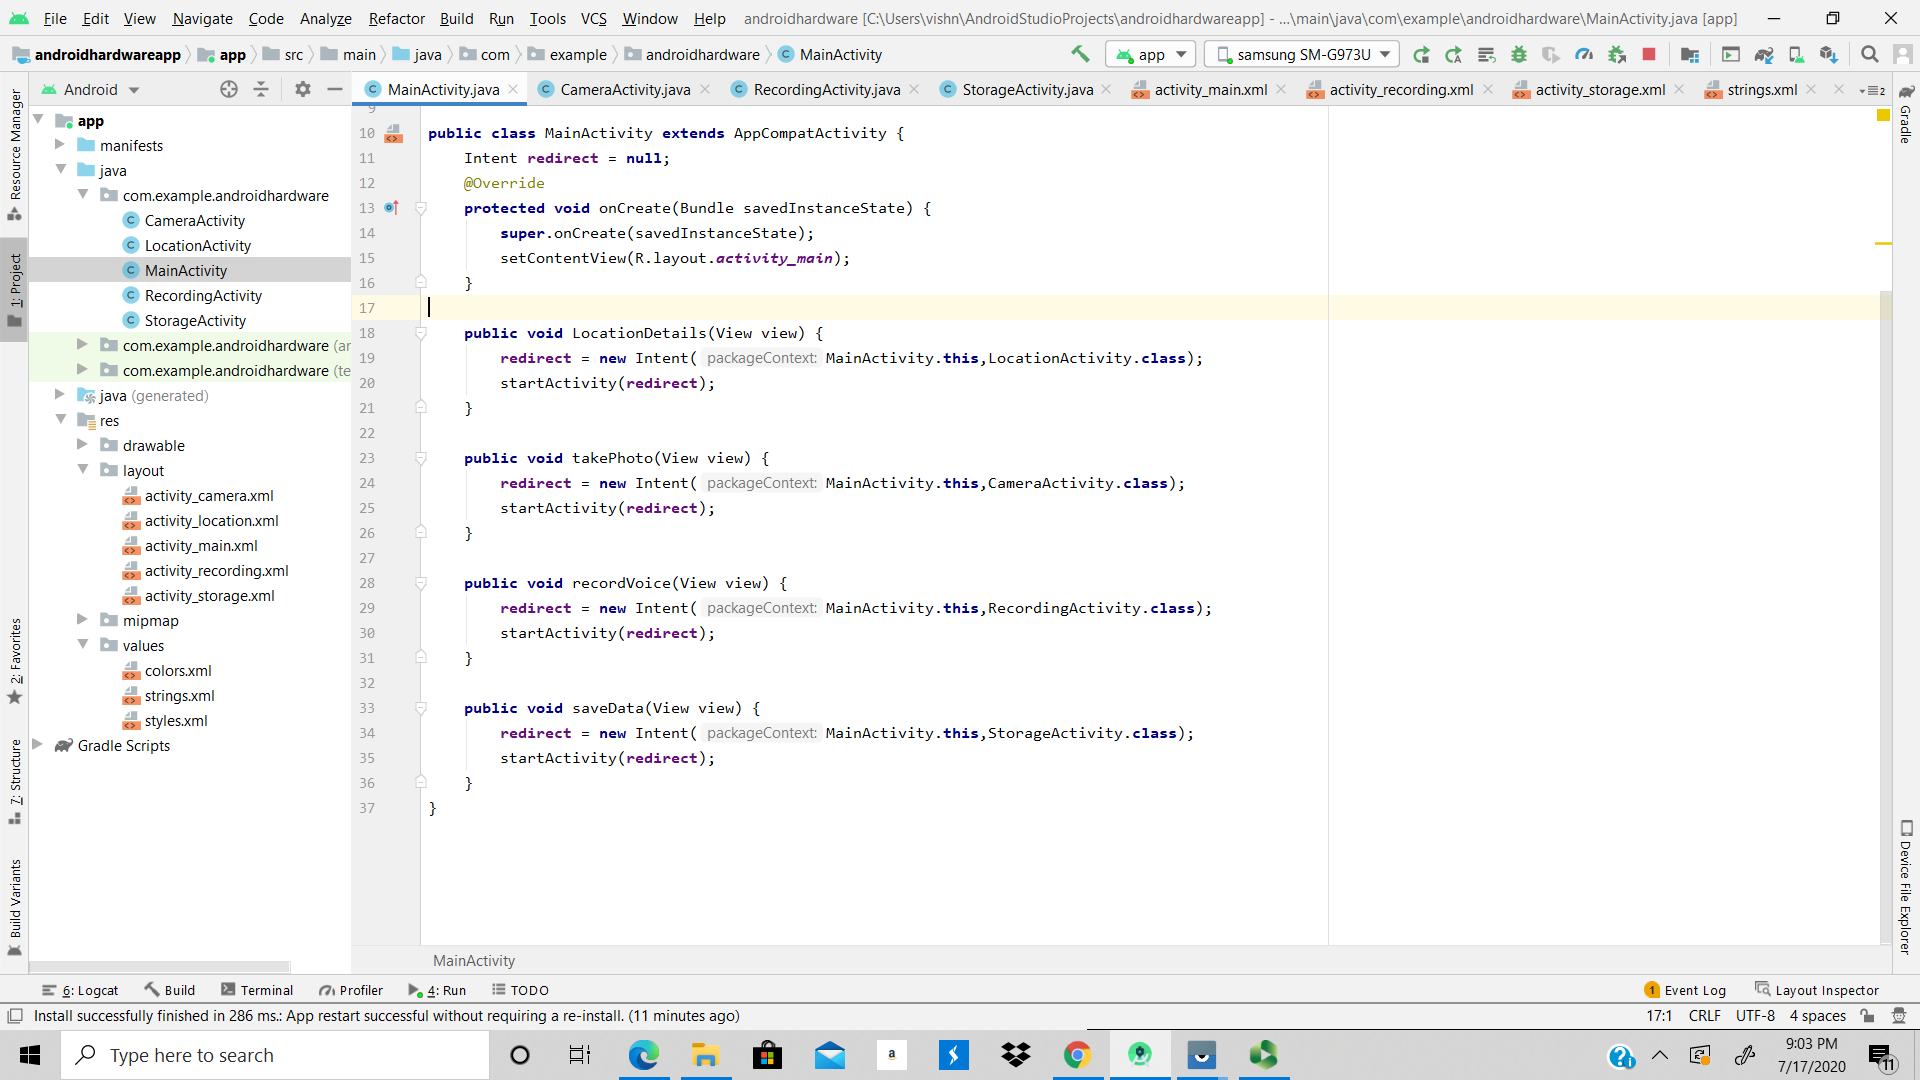 File Edit View Navigate Code Analyze Refactor Build Run Tools VCS Window Help androidhardware [C:\Users\vishn\AndroidStudioProjects\androidhardwareapp] - ...\main\java\com\example\androidhardware\MainActivity.java [app]
androidhardwareapp app src main java com example androidhardware MainActivity app samsung SM-G973U
Android MainActivity.java CameraActivity.java RecordingActivity.java StorageActivity.java activity_main.xml activity_recording.xml activity_storage.xml strings.xml 2
Resource Manager
1: Project
2: Favorites
7: Structure
Build Variants
app
manifests
java
com.example.androidhardware
CameraActivity
LocationActivity
MainActivity
RecordingActivity
StorageActivity
com.example.androidhardware (ar
com.example.androidhardware (te
java (generated)
res
drawable
layout
activity_camera.xml
activity_location.xml
activity_main.xml
activity_recording.xml
activity_storage.xml
mipmap
values
colors.xml
strings.xml
styles.xml
Gradle Scripts
9
10 public class MainActivity extends AppCompatActivity {
11 Intent redirect = null;
12 @Override
13 protected void onCreate(Bundle savedInstanceState) {
14 super.onCreate(savedInstanceState);
15 setContentView(R.layout.activity_main);
16 }
17
18 public void LocationDetails(View view) {
19 redirect = new Intent( packageContext: MainActivity.this,LocationActivity.class);
20 startActivity(redirect);
21 }
22
23 public void takePhoto(View view) {
24 redirect = new Intent( packageContext: MainActivity.this,CameraActivity.class);
25 startActivity(redirect);
26 }
27
28 public void recordVoice(View view) {
29 redirect = new Intent( packageContext: MainActivity.this,RecordingActivity.class);
30 startActivity(redirect);
31 }
32
33 public void saveData(View view) {
34 redirect = new Intent( packageContext: MainActivity.this,StorageActivity.class);
35 startActivity(redirect);
36 }
37 }
MainActivity
Gradle
Device File Explorer
6: Logcat Build Terminal Profiler 4: Run TODO 1 Event Log Layout Inspector
Install successfully finished in 286 ms.: App restart successful without requiring a re-install. (11 minutes ago) 17:1 CRLF UTF-8 4 spaces
Type here to search a 9:03 PM
7/17/2020 11